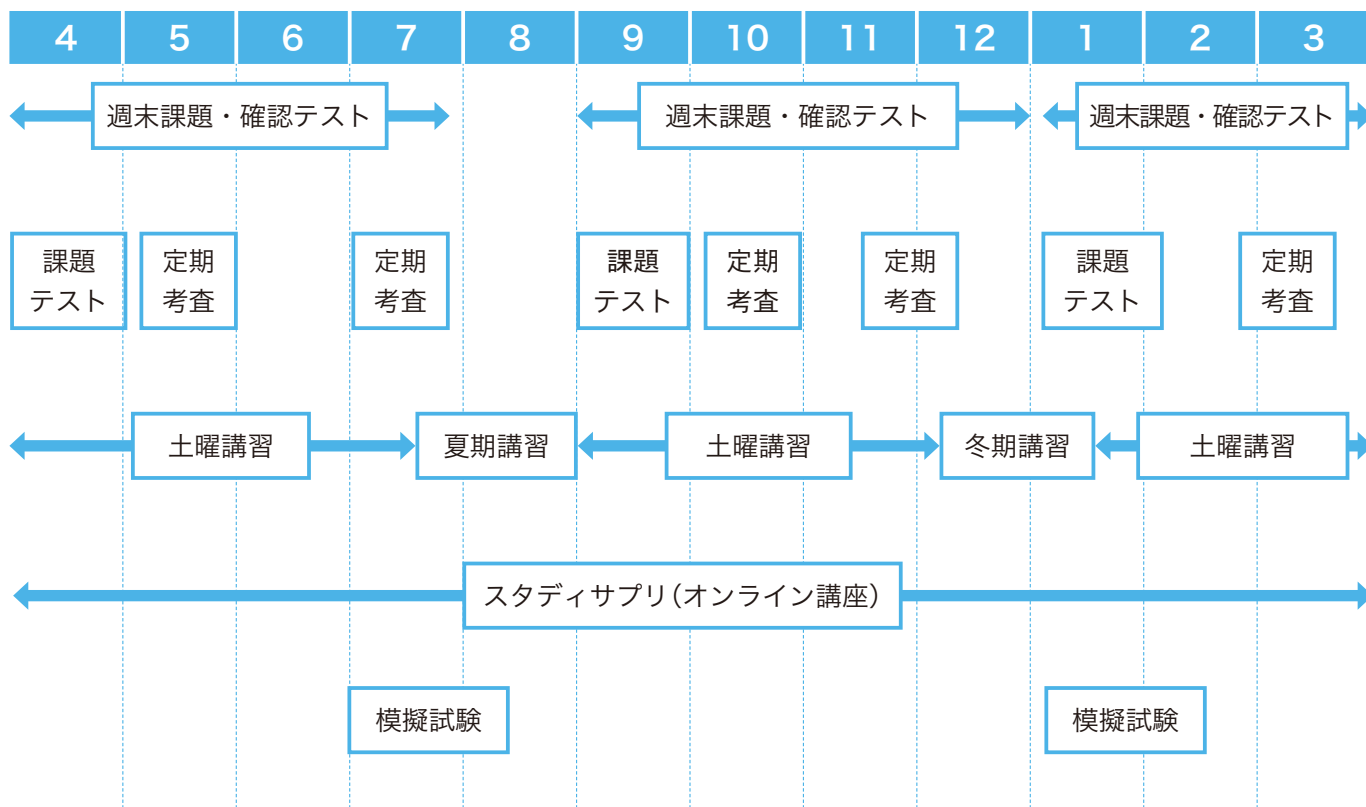 4 5 6 7 8 9 10 11 12 1 2 3
週末課題・確認テスト 週末課題・確認テスト 週末課題・確認テスト
課題 定期 定期 課題 定期 定期 課題 定期
テスト 考査 考査 テスト 考査 考査 テスト 考査
土曜講習 夏期講習 土曜講習 冬期講習 土曜講習
スタディサプリ(オンライン講座)
模擬試験 模擬試験